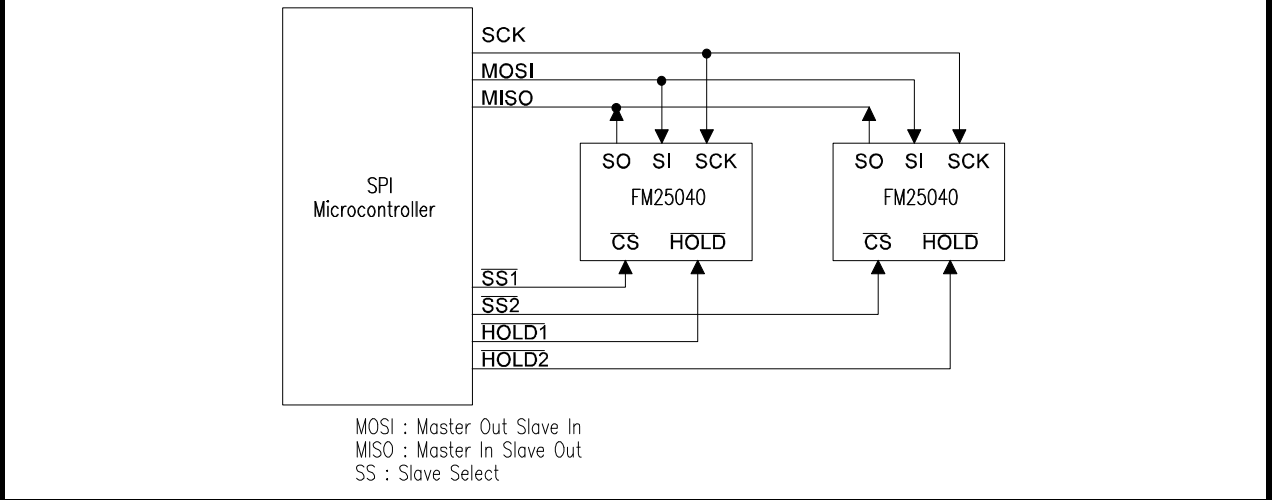 SCK
MOSI
MISO
SO SI SCK
FM25040
CS HOLD
SO SI SCK
FM25040
CS HOLD
SPI
Microcontroller
SS1
SS2
HOLD1
HOLD2
MOSI : Master Out Slave In
MISO : Master In Slave Out
SS : Slave Select